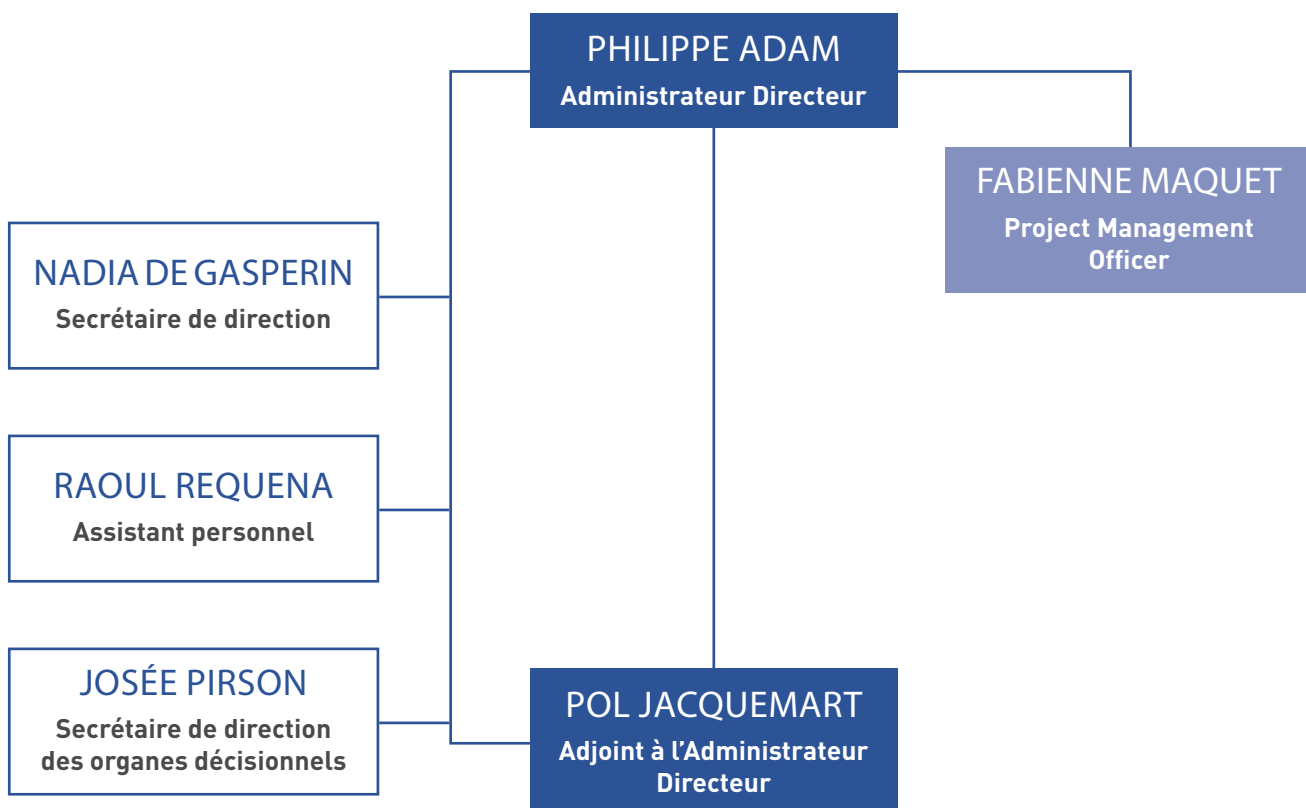 PHILIPPE ADAM
Administrateur Directeur
FABIENNE MAQUET
Project Management
Officer
NADIA DE GASPERIN
Secrétaire de direction
RAOUL REQUENA
Assistant personnel
JOSÉE PIRSON
Secrétaire de direction
des organes décisionnels
POL JACQUEMART
Adjoint à l’Administrateur
Directeur